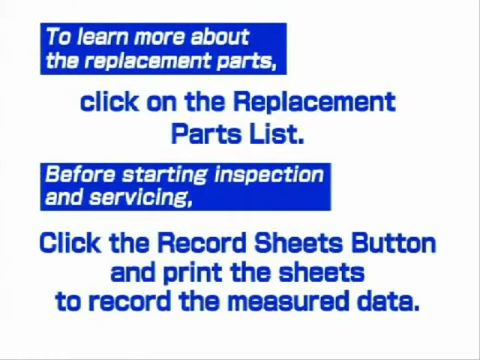 To learn more about
the replacement parts,
click on the Replacement
Parts List.
Before starting inspection
and servicing,
Click the Record Sheets Button
and print the sheets
to record the measured data.